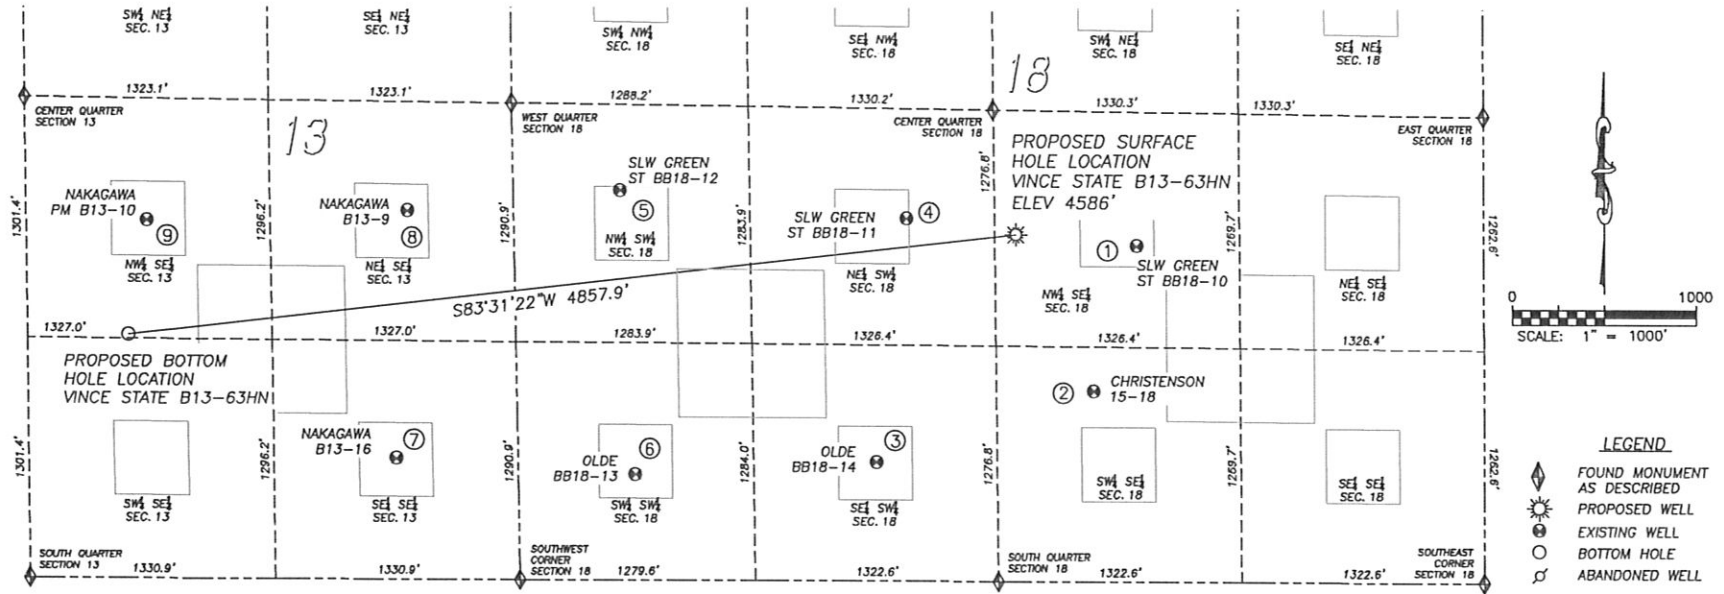 SW¼ NE¼
SEC. 13
SE¼ NE¼
SEC. 13
SW¼ NW¼
SEC. 18
SE¼ NW¼
SEC. 18
SW¼ NE¼
SEC. 18
SE¼ NE¼
SEC. 18
18
1323.1'
1323.1'
1288.2'
1330.2'
1330.3'
1330.3'
CENTER QUARTER
SECTION 13
WEST QUARTER
SECTION 18
CENTER QUARTER
SECTION 18
EAST QUARTER
SECTION 18
13
PROPOSED SURFACE
HOLE LOCATION
VINCE STATE B13-63HN
ELEV 4586'
1301.4'
NAKAGAWA
PM B13-10
9
NW¼ SE¼
SEC. 13
1296.2'
NAKAGAWA
B13-9
8
NE¼ SE¼
SEC. 13
1290.9'
SLW GREEN
ST BB18-12
5
NW¼ SW¼
SEC. 18
1283.9'
SLW GREEN
ST BB18-11
4
NE¼ SW¼
SEC. 18
1276.8'
1
SLW GREEN
ST BB18-10
NW¼ SE¼
SEC. 18
1269.7'
NE¼ SE¼
SEC. 18
1262.6'
S83°31'22"W 4857.9'
0 1000
SCALE: 1" = 1000'
1327.0'
1327.0'
1283.9'
1326.4'
1326.4'
1326.4'
PROPOSED BOTTOM
HOLE LOCATION
VINCE STATE B13-63HN
2
CHRISTENSON
15-18
1301.4'
SW¼ SE¼
SEC. 13
1296.2'
NAKAGAWA
B13-16
7
SE¼ SE¼
SEC. 13
1290.9'
OLDE
BB18-13
6
SW¼ SW¼
SEC. 18
1284.0'
OLDE
BB18-14
3
SE¼ SW¼
SEC. 18
1276.8'
SW¼ SE¼
SEC. 18
1269.7'
SE¼ SE¼
SEC. 18
1262.6'
SOUTH QUARTER
SECTION 13
1330.9'
1330.9'
SOUTHWEST
CORNER
SECTION 18
1279.6'
1322.6'
SOUTH QUARTER
SECTION 18
1322.6'
1322.6'
SOUTHEAST
CORNER
SECTION 18
LEGEND
FOUND MONUMENT
AS DESCRIBED
PROPOSED WELL
EXISTING WELL
BOTTOM HOLE
ABANDONED WELL